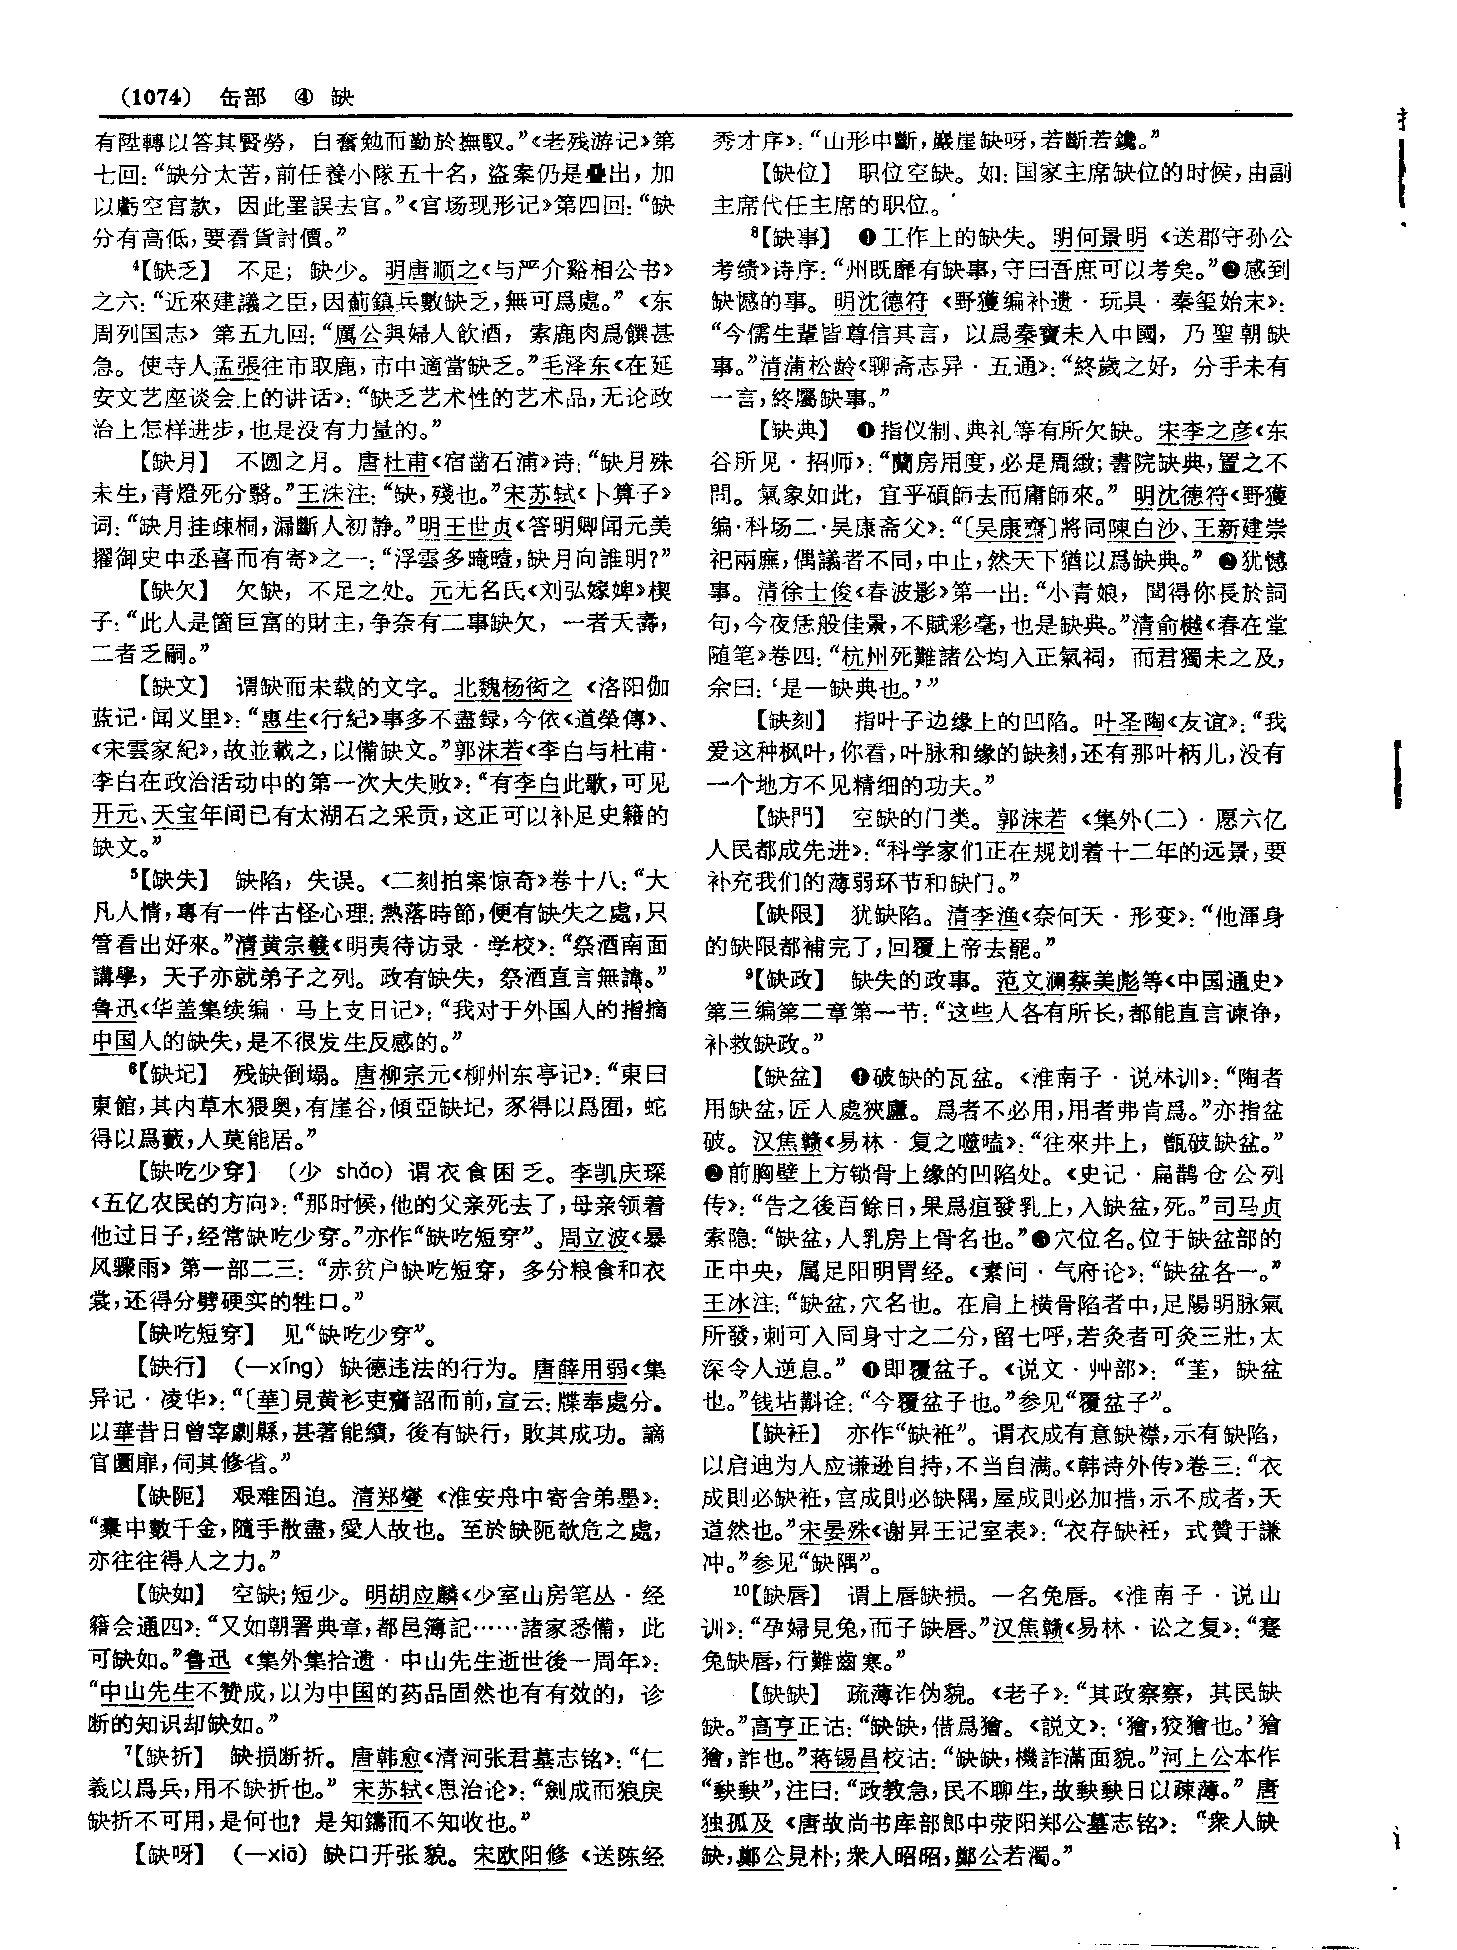 (1074) 缶部 ④ 缺
有陞轉以答其賢勞，自奮勉而勤於撫馭。”《老残游记》第
七回：“缺分太苦，前任養小隊五十名，盜案仍是疊出，加
以虧空官款，因此罣誤去官。”《官场现形记》第四回：“缺
分有高低，要看貨討價。”
⁴【缺乏】 不足；缺少。明唐顺之《与严介谿相公书》
之六：“近來建議之臣，因薊鎮兵數缺乏，無可爲處。”《东
周列国志》第五九回：“厲公與婦人飲酒，索鹿肉爲饌甚
急。使寺人孟張往市取鹿，市中適當缺乏。”毛泽东《在延
安文艺座谈会上的讲话》：“缺乏艺术性的艺术品，无论政
治上怎样进步，也是没有力量的。”
【缺月】 不圆之月。唐杜甫《宿凿石浦》诗：“缺月殊
未生，青燈死分翳。”王洙注：“缺，殘也。”宋苏轼《卜算子》
词：“缺月挂疎桐，漏斷人初静。”明王世贞《答明卿闻元美
擢御史中丞喜而有寄》之一：“浮雲多晻曀，缺月向誰明？”
【缺欠】 欠缺，不足之处。元无名氏《刘弘嫁婢》楔
子：“此人是箇巨富的財主，争奈有二事缺欠，一者夭壽，
二者乏嗣。”
【缺文】 谓缺而未载的文字。北魏杨衒之《洛阳伽
蓝记·闻义里》：“惠生《行紀》事多不盡録，今依《道榮傳》、
《宋雲家紀》，故並載之，以備缺文。”郭沫若《李白与杜甫·
李白在政治活动中的第一次大失败》：“有李白此歌，可见
开元、天宝年间已有太湖石之采贡，这正可以补足史籍的
缺文。”
⁵【缺失】 缺陷，失误。《二刻拍案惊奇》卷十八：“大
凡人情，專有一件古怪心理：熱落時節，便有缺失之處，只
管看出好來。”清黄宗羲《明夷待访录·学校》：“祭酒南面
講學，天子亦就弟子之列。政有缺失，祭酒直言無諱。”
鲁迅《华盖集续编·马上支日记》：“我对于外国人的指摘
中国人的缺失，是不很发生反感的。”
⁶【缺圮】 残缺倒塌。唐柳宗元《柳州东亭记》：“東曰
東館，其内草木猥奥，有崖谷，傾亞缺圮，豕得以爲囿，蛇
得以爲藪，人莫能居。”
【缺吃少穿】 (少 shǎo) 谓衣食困乏。李凯庆琛
《五亿农民的方向》：“那时候，他的父亲死去了，母亲领着
他过日子，经常缺吃少穿。”亦作“缺吃短穿”。周立波《暴
风骤雨》第一部二三：“赤贫户缺吃短穿，多分粮食和衣
裳，还得分劈硬实的牲口。”
【缺吃短穿】 见“缺吃少穿”。
【缺行】 (—xíng) 缺德违法的行为。唐薛用弱《集
异记·凌华》：“〔華〕見黄衫吏齎詔而前，宣云：牒奉處分。
以華昔日曾宰劇縣，甚著能績，後有缺行，敗其成功。謫
官圜扉，伺其修省。”
【缺阨】 艰难困迫。清郑燮《淮安舟中寄舍弟墨》：
“橐中數千金，隨手散盡，愛人故也。至於缺阨欹危之處，
亦往往得人之力。”
【缺如】 空缺；短少。明胡应麟《少室山房笔丛·经
籍会通四》：“又如朝署典章，都邑簿記……諸家悉備，此
可缺如。”鲁迅《集外集拾遗·中山先生逝世後一周年》：
“中山先生不赞成，以为中国的药品固然也有有效的，诊
断的知识却缺如。”
⁷【缺折】 缺损断折。唐韩愈《清河张君墓志铭》：“仁
義以爲兵，用不缺折也。”宋苏轼《思治论》：“劍成而狼戾
缺折不可用，是何也？是知鑄而不知收也。”
【缺呀】 (—xiā) 缺口开张貌。宋欧阳修《送陈经
秀才序》：“山形中斷，巖崖缺呀，若斷若鑱。”
【缺位】 职位空缺。如：国家主席缺位的时候，由副
主席代任主席的职位。
⁸【缺事】 ❶工作上的缺失。明何景明《送郡守孙公
考绩》诗序：“州既靡有缺事，守曰吾庶可以考矣。”❷感到
缺憾的事。明沈德符《野獲编补遗·玩具·秦玺始末》：
“今儒生輩皆尊信其言，以爲秦寶未入中國，乃聖朝缺
事。”清蒲松龄《聊斋志异·五通》：“終歲之好，分手未有
一言，終屬缺事。”
【缺典】 ❶指仪制、典礼等有所欠缺。宋李之彦《东
谷所见·招师》：“蘭房用度，必是周緻；書院缺典，置之不
問。氣象如此，宜乎碩師去而庸師來。”明沈德符《野獲
编·科场二·吴康斋父》：“〔吴康齋〕將同陳白沙、王新建崇
祀兩廡，偶議者不同，中止，然天下猶以爲缺典。”❷犹憾
事。清徐士俊《春波影》第一出：“小青娘，聞得你長於詞
句，今夜恁般佳景，不賦彩毫，也是缺典。”清俞樾《春在堂
随笔》卷四：“杭州死難諸公均入正氣祠，而君獨未之及，
余曰：‘是一缺典也。’”
【缺刻】 指叶子边缘上的凹陷。叶圣陶《友谊》：“我
爱这种枫叶，你看，叶脉和缘的缺刻，还有那叶柄儿，没有
一个地方不见精细的功夫。”
【缺門】 空缺的门类。郭沫若《集外(二)·愿六亿
人民都成先进》：“科学家们正在规划着十二年的远景，要
补充我们的薄弱环节和缺门。”
【缺限】 犹缺陷。清李渔《奈何天·形变》：“他渾身
的缺限都補完了，回覆上帝去罷。”
⁹【缺政】 缺失的政事。范文澜蔡美彪等《中国通史》
第三编第二章第一节：“这些人各有所长，都能直言谏诤，
补救缺政。”
【缺盆】 ❶破缺的瓦盆。《淮南子·说林训》：“陶者
用缺盆，匠人處狹廬。爲者不必用，用者弗肯爲。”亦指盆
破。汉焦赣《易林·复之噬嗑》：“往來井上，甑破缺盆。”
❷前胸壁上方锁骨上缘的凹陷处。《史记·扁鹊仓公列
传》：“告之後百餘日，果爲疽發乳上，入缺盆，死。”司马贞
索隐：“缺盆，人乳房上骨名也。”❸穴位名。位于缺盆部的
正中央，属足阳明胃经。《素问·气府论》：“缺盆各一。”
王冰注：“缺盆，穴名也。在肩上横骨陷者中，足陽明脉氣
所發，刺可入同身寸之二分，留七呼，若灸者可灸三壯，太
深令人逆息。”❹即覆盆子。《说文·艸部》：“茥，缺盆
也。”钱坫斠诠：“今覆盆子也。”参见“覆盆子”。
【缺衽】 亦作“缺袵”。谓衣成有意缺襟，示有缺陷，
以启迪为人应谦逊自持，不当自满。《韩诗外传》卷三：“衣
成則必缺袵，宫成則必缺隅，屋成則必加措，示不成者，天
道然也。”宋晏殊《谢昇王记室表》：“衣存缺衽，式贊于謙
冲。”参见“缺隅”。
¹⁰【缺唇】 谓上唇缺损。一名兔唇。《淮南子·说山
训》：“孕婦見兔，而子缺唇。”汉焦赣《易林·讼之复》：“蹇
兔缺唇，行難齒寒。”
【缺缺】 疏薄诈伪貌。《老子》：“其政察察，其民缺
缺。”高亨正诂：“缺缺，借爲獪。《説文》：‘獪，狡獪也。’獪
獪，詐也。”蒋锡昌校诂：“缺缺，機詐滿面貌。”河上公本作
“䊽䊽”，注曰：“政教急，民不聊生，故䊽䊽日以疎薄。”唐
独孤及《唐故尚书库部郎中荥阳郑公墓志铭》：“衆人缺
缺，鄭公見朴；衆人昭昭，鄭公若濁。”